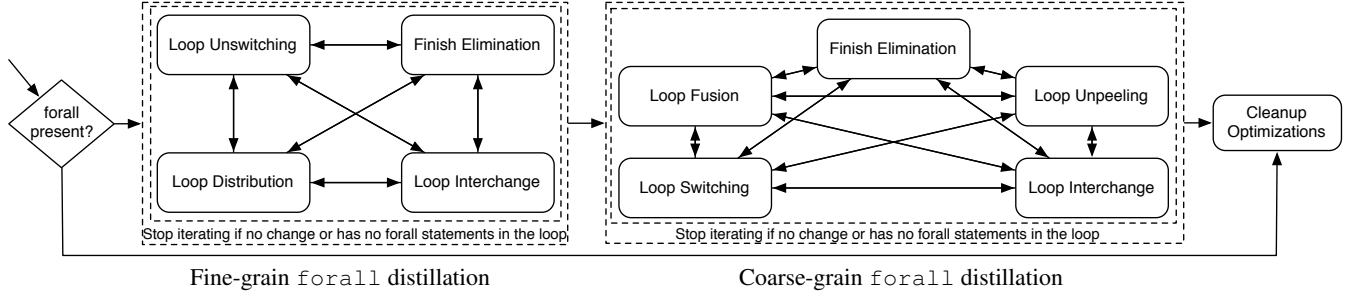 forall
present?
Loop Unswitching
Finish Elimination
Loop Distribution
Loop Interchange
Stop iterating if no change or has no forall statements in the loop
Fine-grain forall distillation
Finish Elimination
Loop Fusion
Loop Unpeeling
Loop Switching
Loop Interchange
Stop iterating if no change or has no forall statements in the loop
Coarse-grain forall distillation
Cleanup
Optimizations